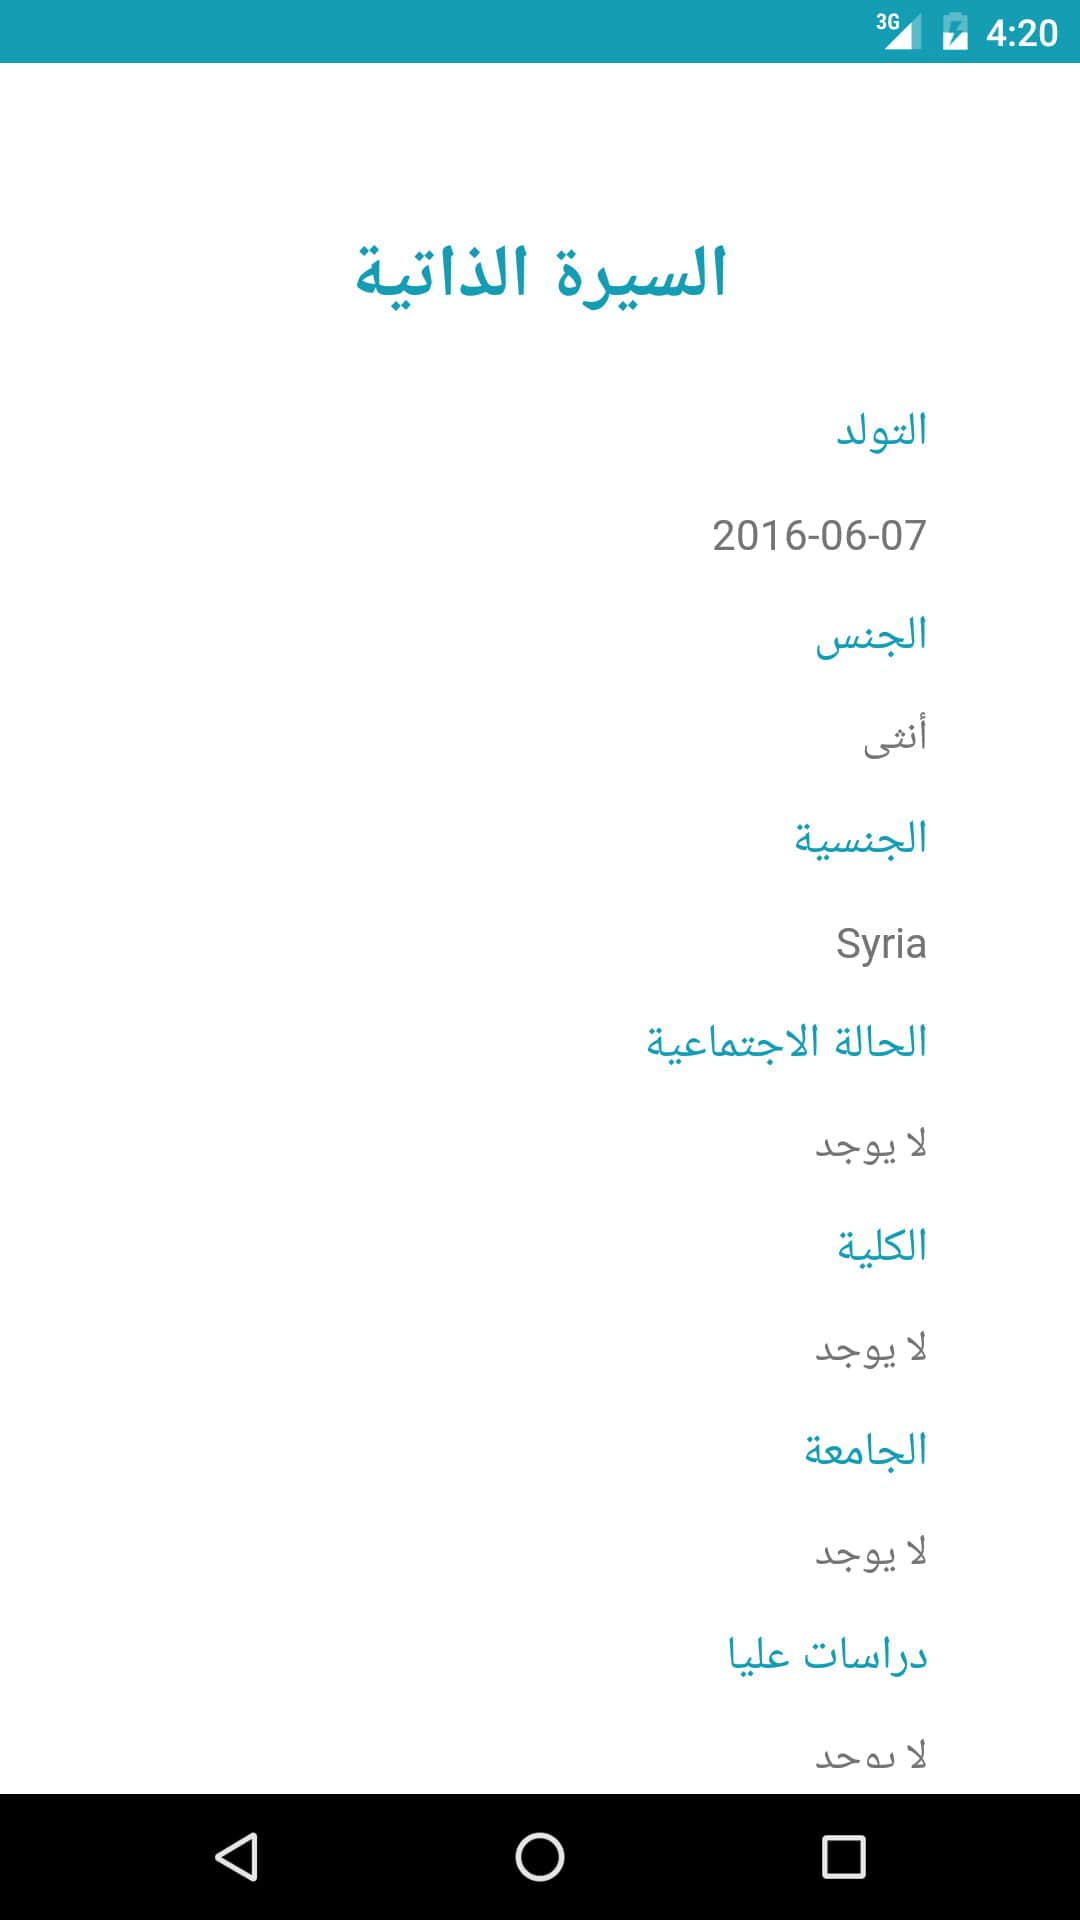 3G 4:20
السيرة الذاتية
التولد
2016-06-07
الجنس
أنثى
الجنسية
Syria
الحالة الاجتماعية
لا يوجد
الكلية
لا يوجد
الجامعة
لا يوجد
دراسات عليا
لا يوجد